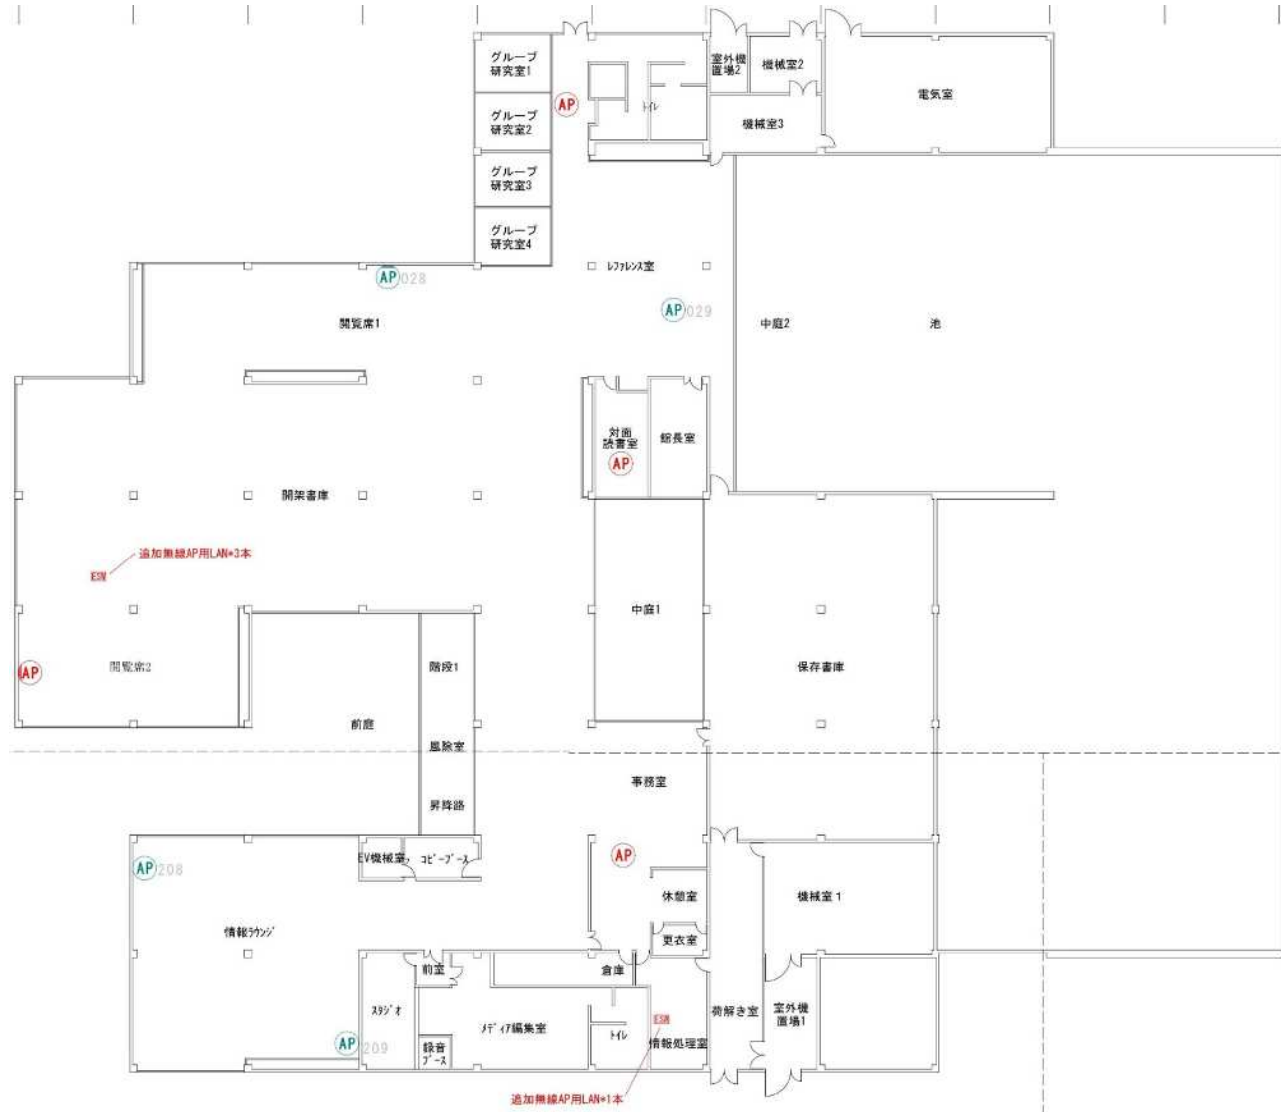 グループ
研究室1
室外機
置場2
機械室2
電気室
AP
トイレ
グループ
研究室2
機械室3
グループ
研究室3
グループ
研究室4
レファレンス室
AP 028
AP 029
閲覧席1
中庭2
池
対面
読書室
AP
館長室
開架書庫
追加無線AP用LAN*3本
ESW
中庭1
AP
閲覧席2
階段1
保存書庫
前庭
風除室
事務室
昇降路
EV機械室
コピーブース
AP
AP 208
休憩室
機械室1
情報ラウンジ
更衣室
前室
倉庫
スタジオ
荷解き室
室外機
置場1
ESW
メディア編集室
トイレ
情報処理室
AP 209
録音
ブース
追加無線AP用LAN*1本